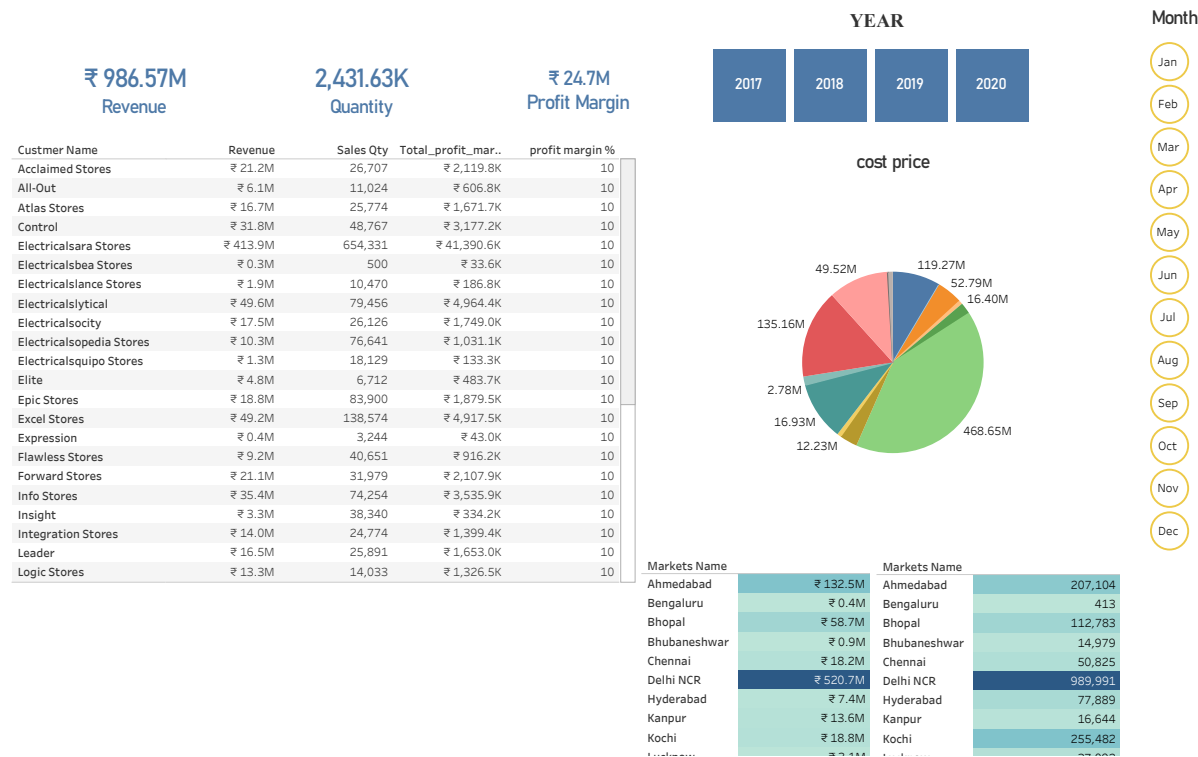 YEAR
Month
₹ 986.57M
Revenue
2,431.63K
Quantity
₹ 24.7M
Profit Margin
2017 2018 2019 2020
Jan
Feb
Mar
Apr
May
Jun
Jul
Aug
Sep
Oct
Nov
Dec
Custmer Name Revenue Sales Qty Total_profit_mar.. profit margin %
Acclaimed Stores ₹ 21.2M 26,707 ₹ 2,119.8K 10
All-Out ₹ 6.1M 11,024 ₹ 606.8K 10
Atlas Stores ₹ 16.7M 25,774 ₹ 1,671.7K 10
Control ₹ 31.8M 48,767 ₹ 3,177.2K 10
Electricalsara Stores ₹ 413.9M 654,331 ₹ 41,390.6K 10
Electricalsbea Stores ₹ 0.3M 500 ₹ 33.6K 10
Electricalslance Stores ₹ 1.9M 10,470 ₹ 186.8K 10
Electricalslytical ₹ 49.6M 79,456 ₹ 4,964.4K 10
Electricalsocity ₹ 17.5M 26,126 ₹ 1,749.0K 10
Electricalsopedia Stores ₹ 10.3M 76,641 ₹ 1,031.1K 10
Electricalsquipo Stores ₹ 1.3M 18,129 ₹ 133.3K 10
Elite ₹ 4.8M 6,712 ₹ 483.7K 10
Epic Stores ₹ 18.8M 83,900 ₹ 1,879.5K 10
Excel Stores ₹ 49.2M 138,574 ₹ 4,917.5K 10
Expression ₹ 0.4M 3,244 ₹ 43.0K 10
Flawless Stores ₹ 9.2M 40,651 ₹ 916.2K 10
Forward Stores ₹ 21.1M 31,979 ₹ 2,107.9K 10
Info Stores ₹ 35.4M 74,254 ₹ 3,535.9K 10
Insight ₹ 3.3M 38,340 ₹ 334.2K 10
Integration Stores ₹ 14.0M 24,774 ₹ 1,399.4K 10
Leader ₹ 16.5M 25,891 ₹ 1,653.0K 10
Logic Stores ₹ 13.3M 14,033 ₹ 1,326.5K 10
cost price
49.52M
119.27M
52.79M
16.40M
135.16M
2.78M
16.93M
12.23M
468.65M
Markets Name Markets Name
Ahmedabad ₹ 132.5M Ahmedabad 207,104
Bengaluru ₹ 0.4M Bengaluru 413
Bhopal ₹ 58.7M Bhopal 112,783
Bhubaneshwar ₹ 0.9M Bhubaneshwar 14,979
Chennai ₹ 18.2M Chennai 50,825
Delhi NCR ₹ 520.7M Delhi NCR 989,991
Hyderabad ₹ 7.4M Hyderabad 77,889
Kanpur ₹ 13.6M Kanpur 16,644
Kochi ₹ 18.8M Kochi 255,482